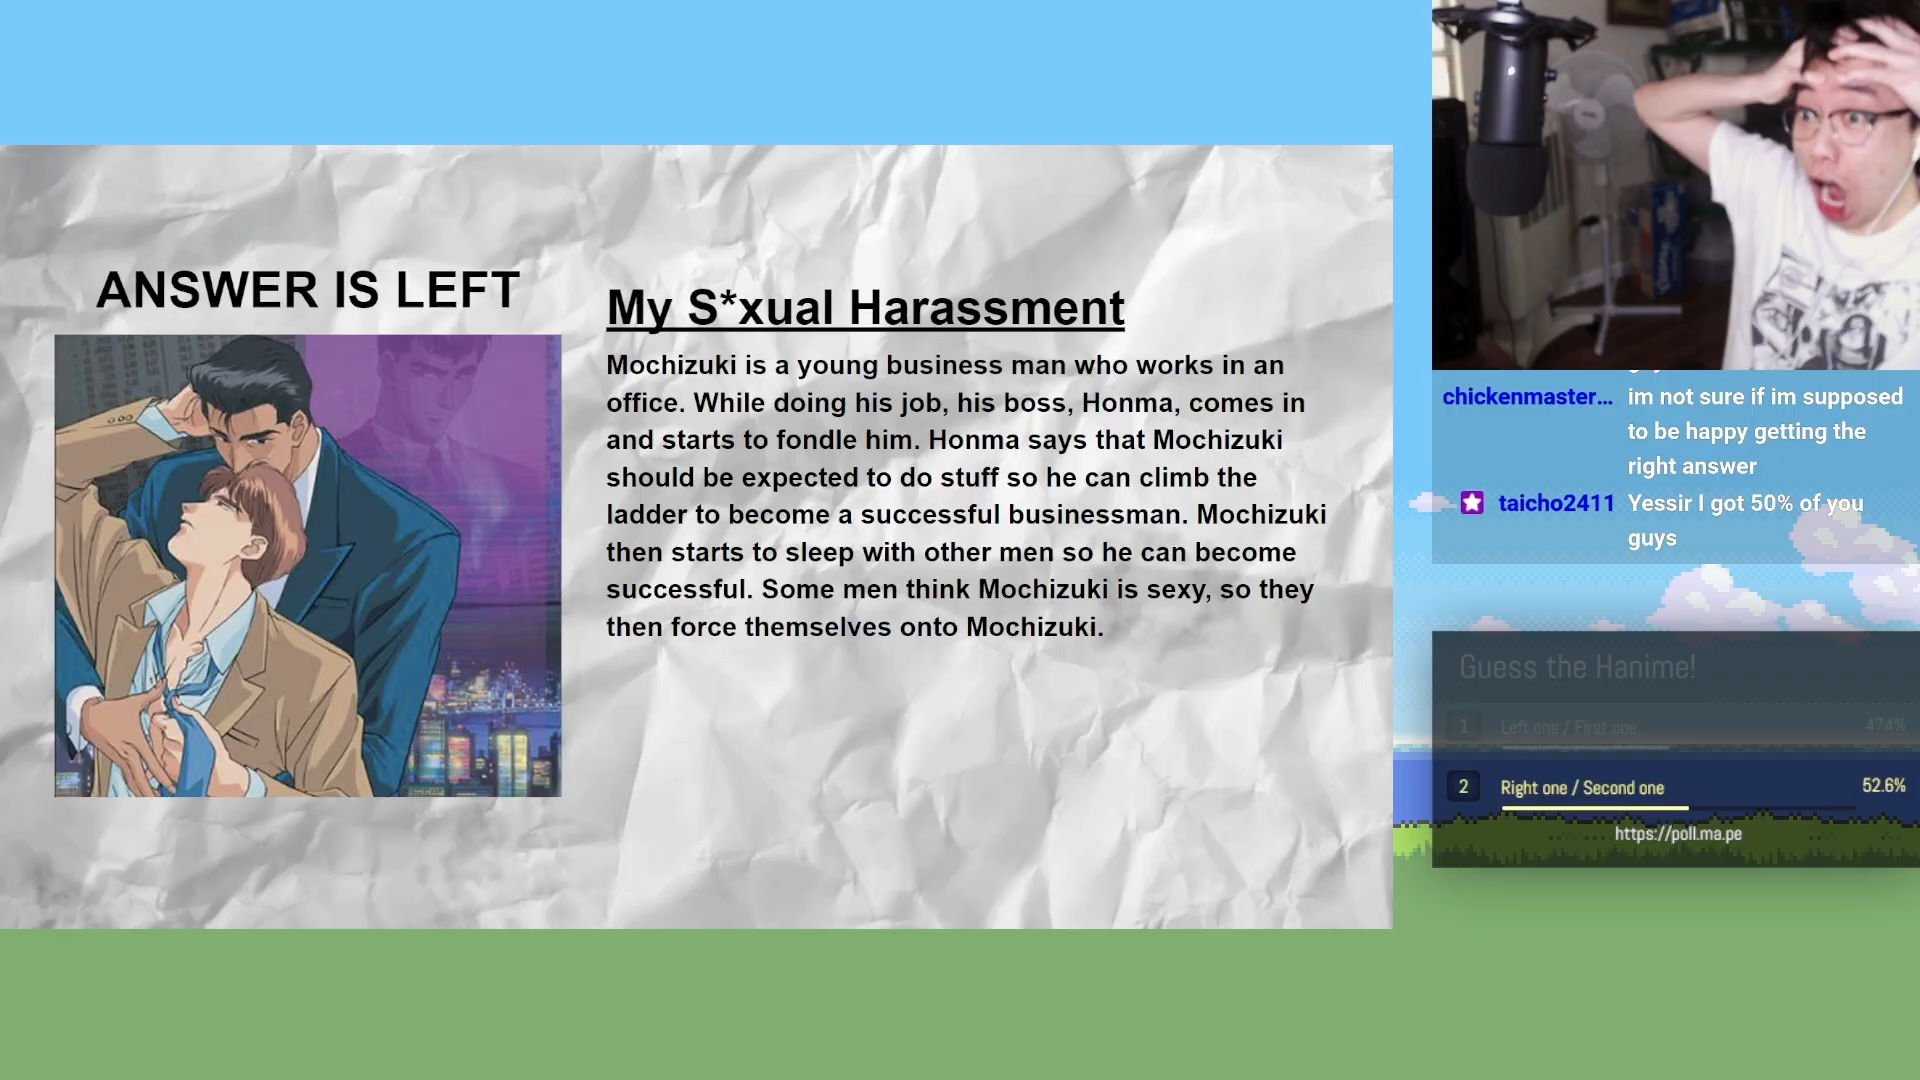 ANSWER IS LEFT
My S*xual Harassment
Mochizuki is a young business man who works in an
office. While doing his job, his boss, Honma, comes in
and starts to fondle him. Honma says that Mochizuki
should be expected to do stuff so he can climb the
ladder to become a successful businessman. Mochizuki
then starts to sleep with other men so he can become
successful. Some men think Mochizuki is sexy, so they
then force themselves onto Mochizuki.
chickenmaster… im not sure if im supposed
to be happy getting the
right answer
taicho2411 Yessir I got 50% of you
guys
Guess the Hanime!
1 Left one / First one 47.4%
2 Right one / Second one 52.6%
https://poll.ma.pe